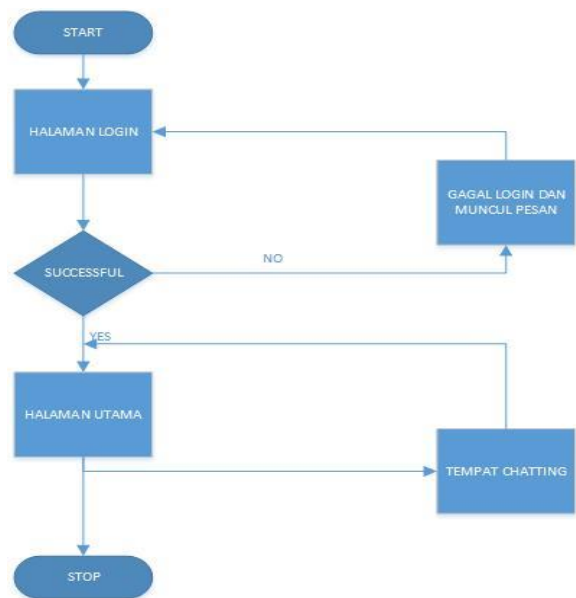 START
HALAMAN LOGIN
GAGAL LOGIN DAN
MUNCUL PESAN
SUCCESSFUL
NO
YES
HALAMAN UTAMA
TEMPAT CHATTING
STOP